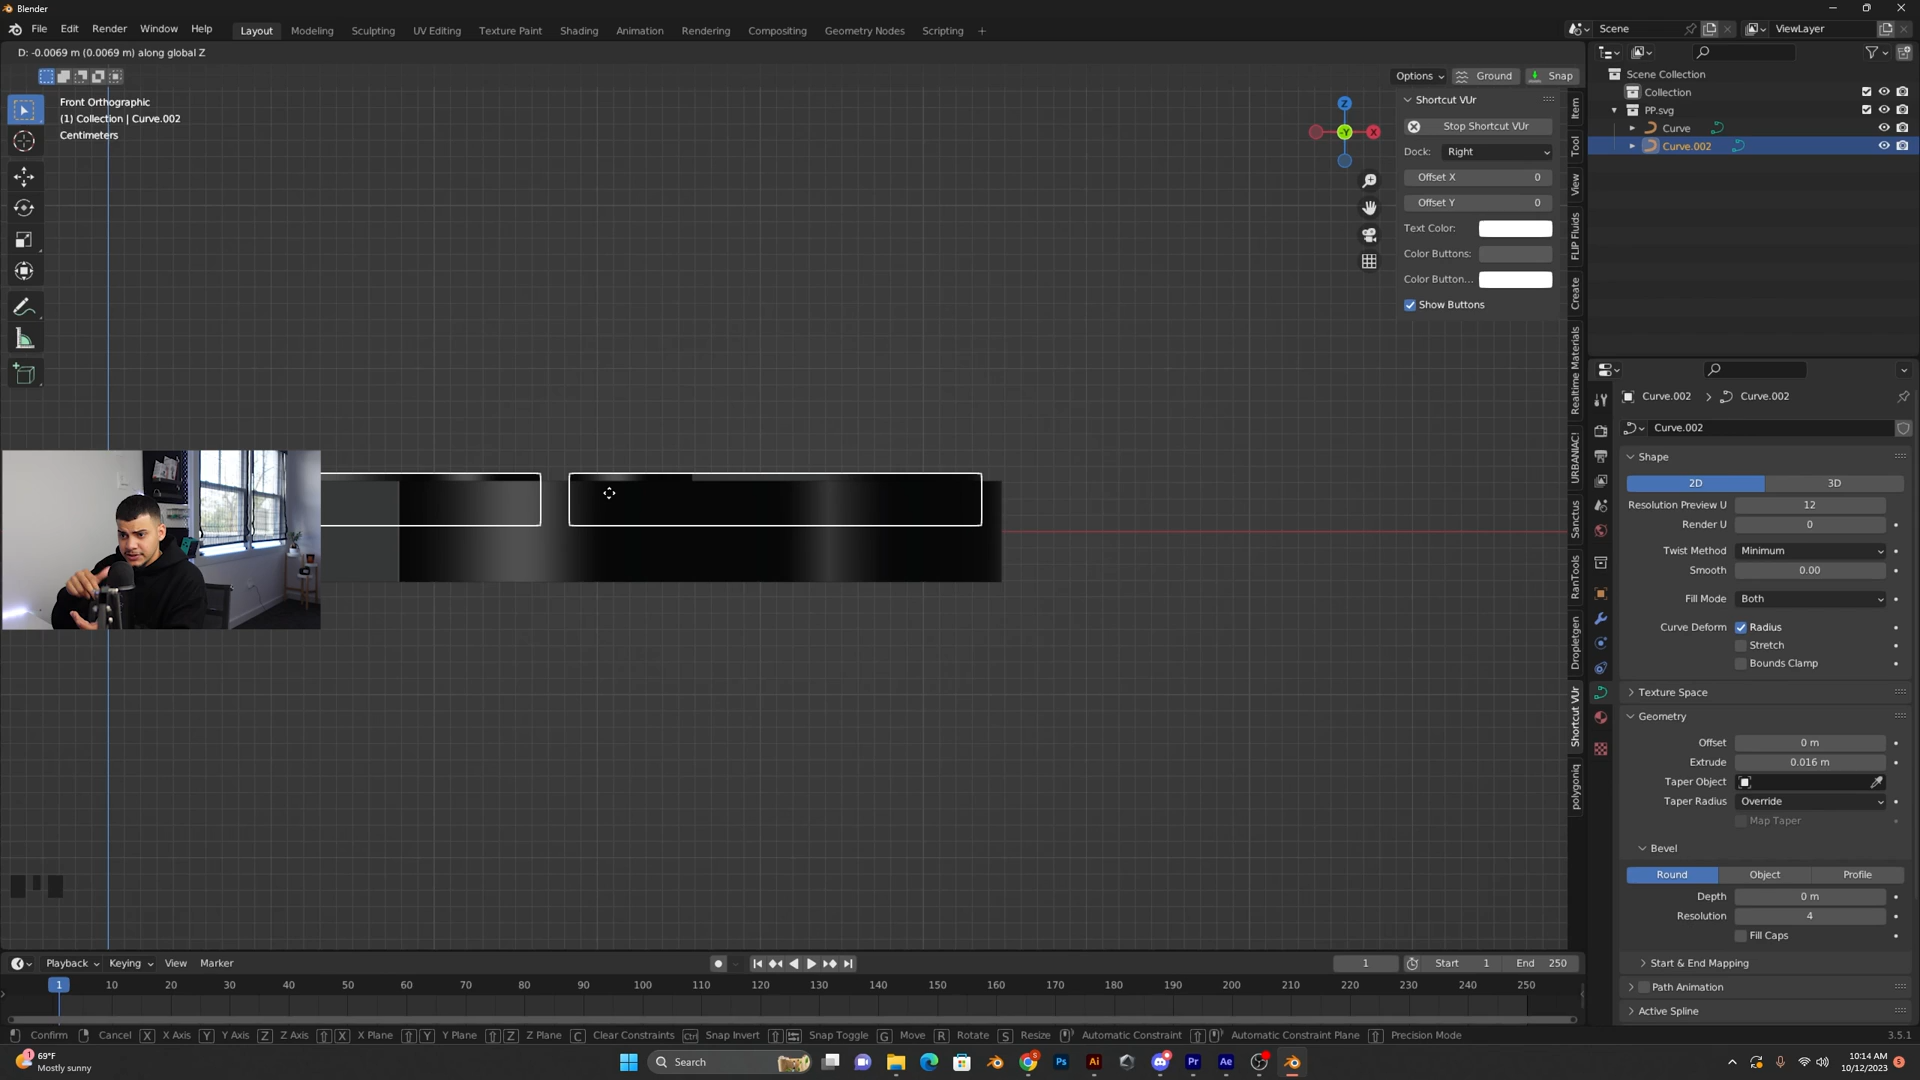 Blender
File Edit Render Window Help Layout Modeling Sculpting UV Editing Texture Paint Shading Animation Rendering Compositing Geometry Nodes Scripting + Scene ViewLayer
D: -0.0069 m (0.0069 m) along global Z
Options Ground Snap
Front Orthographic
(1) Collection | Curve.002
Centimeters
Z
X
-Y
Shortcut VUr
Stop Shortcut VUr
Dock: Right
Offset X 0
Offset Y 0
Text Color:
Color Buttons:
Color Button...
Show Buttons
Item
Tool
View
FLIP Fluids
Create
Realtime Materials
URBANIAC!
Sanctus
RanTools
Dropletgen
Shortcut VUr
polygoniq
Scene Collection
Collection
PP.svg
Curve
Curve.002
Curve.002 > Curve.002
Curve.002
Shape
2D 3D
Resolution Preview U 12
Render U 0
Twist Method Minimum
Smooth 0.00
Fill Mode Both
Curve Deform Radius
Stretch
Bounds Clamp
Texture Space
Geometry
Offset 0 m
Extrude 0.016 m
Taper Object
Taper Radius Override
Map Taper
Bevel
Round Object Profile
Depth 0 m
Resolution 4
Fill Caps
Start & End Mapping
Path Animation
Active Spline
Playback Keying View Marker 1 Start 1 End 250
1 10 20 30 40 50 60 70 80 90 100 110 120 130 140 150 160 170 180 190 200 210 220 230 240 250
Confirm Cancel X X Axis Y Y Axis Z Z Axis X X Plane Y Y Plane Z Z Plane C Clear Constraints Ctrl Snap Invert Snap Toggle G Move R Rotate S Resize Automatic Constraint Automatic Constraint Plane Precision Mode 3.5.1
1 69°F
Mostly sunny
Search
Ps Ai Pr Ae
10:14 AM
10/12/2023
5